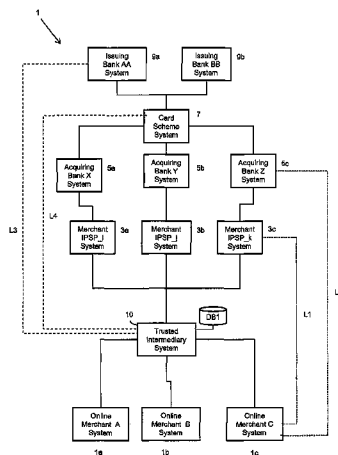 1
Issuing Bank AA System 9a
Issuing Bank BB System 9b
Card Scheme System 7
Acquiring Bank X System 5a
Acquiring Bank Y System 5b
Acquiring Bank Z System 5c
L3
L4
Merchant IPSP_i System 3a
Merchant IPSP_j System 3b
Merchant IPSP_k System 3c
L1
10
DB1
Trusted Intermediary System
Online Merchant A System
Online Merchant B System
Online Merchant C System
1a
1b
1c